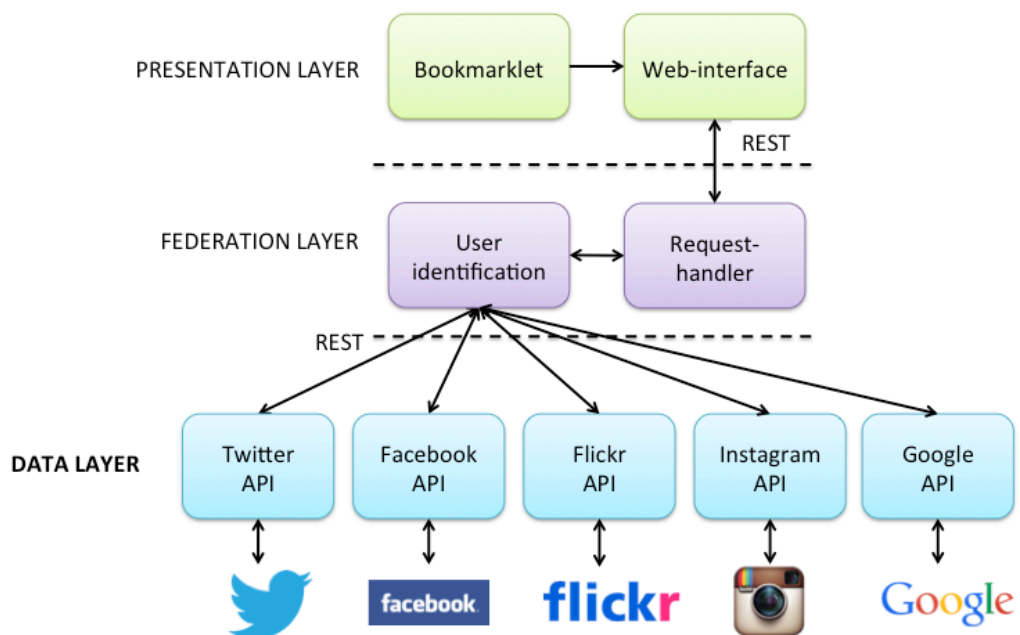 PRESENTATION LAYER
Bookmarklet
Web-interface
REST
FEDERATION LAYER
User
identification
Request-
handler
REST
DATA LAYER
Twitter
API
Facebook
API
Flickr
API
Instagram
API
Google
API
facebook
flickr
Google